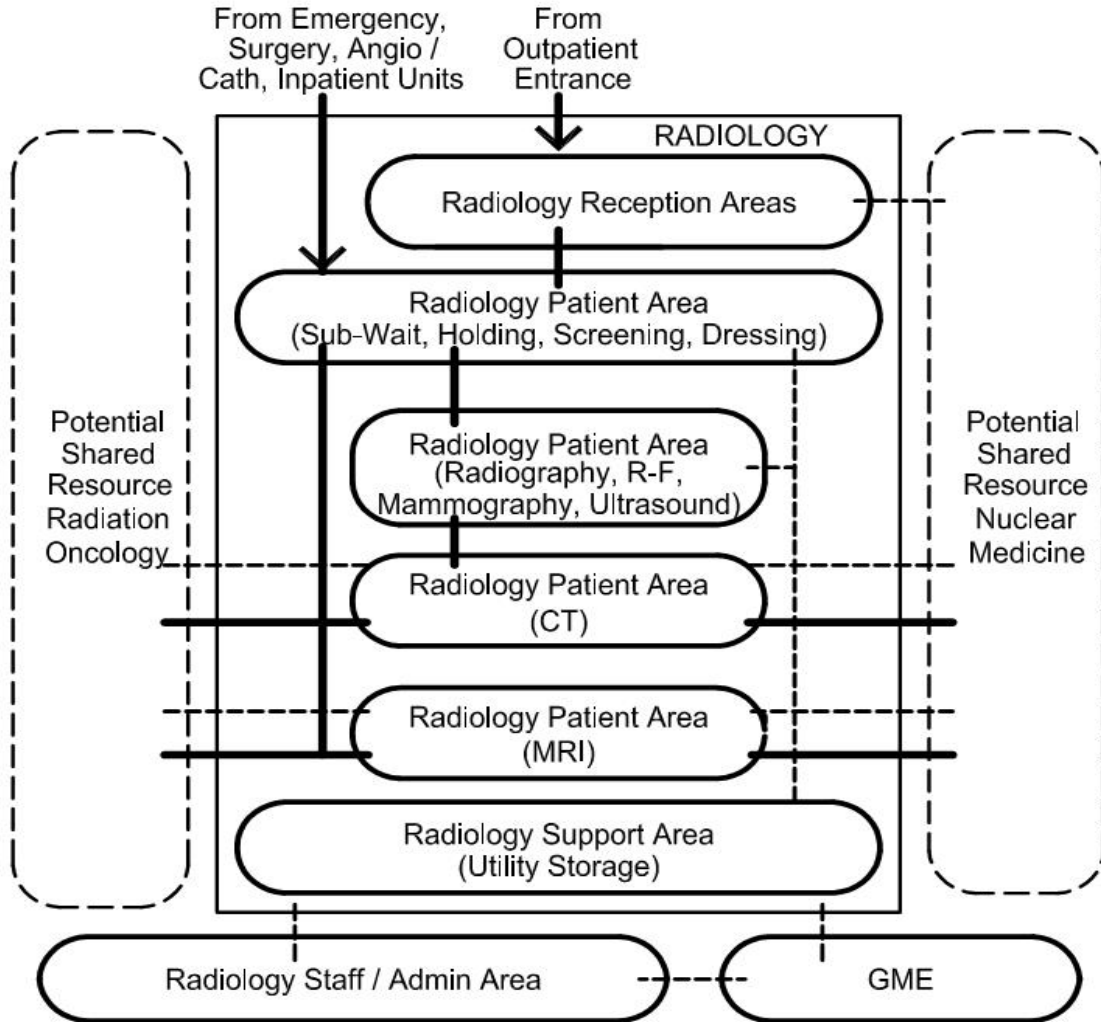 From Emergency,
Surgery, Angio /
Cath, Inpatient Units
From
Outpatient
Entrance
RADIOLOGY
Radiology Reception Areas
Radiology Patient Area
(Sub-Wait, Holding, Screening, Dressing)
Potential
Shared
Resource
Radiation
Oncology
Radiology Patient Area
(Radiography, R-F,
Mammography, Ultrasound)
Potential
Shared
Resource
Nuclear
Medicine
Radiology Patient Area
(CT)
Radiology Patient Area
(MRI)
Radiology Support Area
(Utility Storage)
Radiology Staff / Admin Area
GME